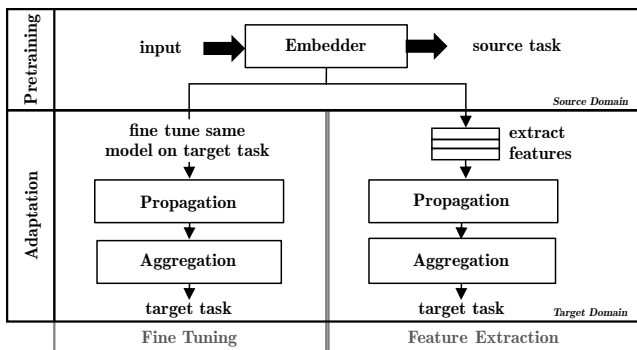 Pretraining
input
Embedder
source task
Source Domain
Adaptation
fine tune same
model on target task
Propagation
Aggregation
target task
extract
features
Propagation
Aggregation
target task
Target Domain
Fine Tuning
Feature Extraction